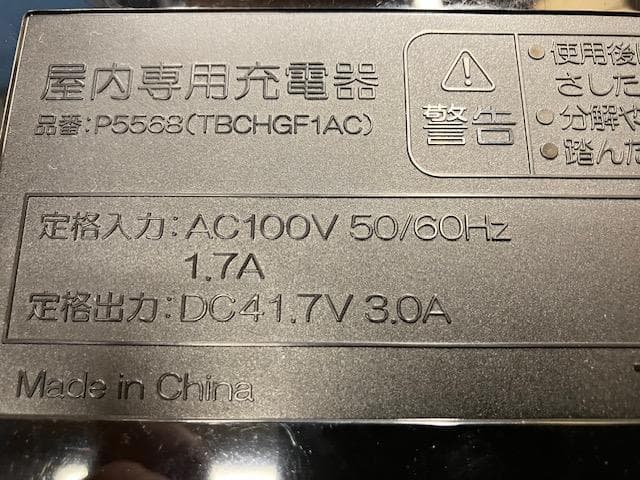 屋内専用充電器
品番:P5568(TBCHGF1AC)
警告
●使用後に
さした
●分解や
●踏んだ
定格入力:AC100V 50/60Hz
1.7A
定格出力:DC41.7V 3.0A
Made in China